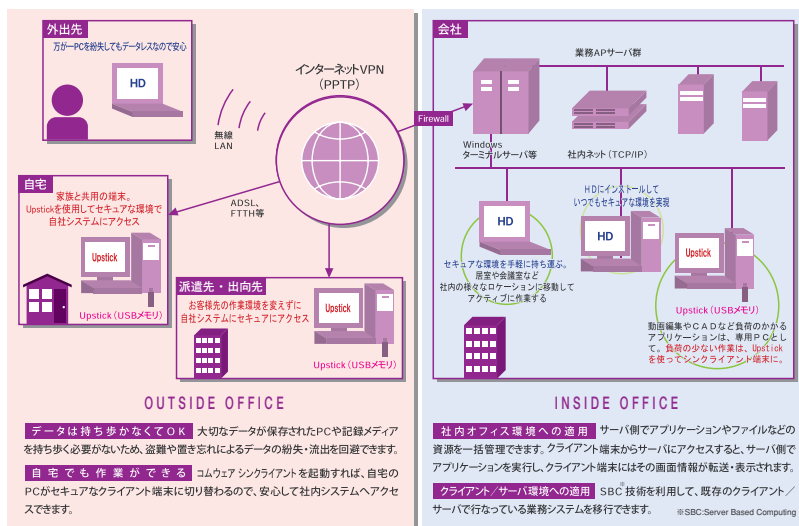 外出先
万が一PCを紛失してもデータレスなので安心
HD
無線
LAN
インターネットVPN
（PPTP）
自宅
家族と共用の端末。
Upstickを使用してセキュアな環境で
自社システムにアクセス
Upstick
Upstick（USBメモリ）
ADSL、
FTTH等
派遣先・出向先
お客様先の作業環境を変えずに
自社システムにセキュアにアクセス
Upstick
Upstick（USBメモリ）
OUTSIDE OFFICE
データは持ち歩かなくてOK 大切なデータが保存されたPCや記録メディア
を持ち歩く必要がないため、盗難や置き忘れによるデータの紛失・流出を回避できます。
自宅でも作業ができる コムウェア シンクライアントを起動すれば、自宅の
PCがセキュアなクライアント端末に切り替わるので、安心して社内システムへアクセ
スできます。
会社
業務APサーバ群
Firewall
Windows
ターミナルサーバ等
社内ネット（TCP/IP）
HD
セキュアな環境を手軽に持ち運ぶ。
居室や会議室など
社内の様々なロケーションに移動して
アクティブに作業する
HDにインストールして
いつでもセキュアな環境を実現
HD
Upstick
Upstick（USBメモリ）
動画編集やCADなど負荷のかかる
アプリケーションは、専用PCとし
て。負荷の少ない作業は、Upstick
を使ってシンクライアント端末に。
INSIDE OFFICE
社内オフィス環境への適用 サーバ側でアプリケーションやファイルなどの
資源を一括管理できます。クライアント端末からサーバにアクセスすると、サーバ側で
アプリケーションを実行し、クライアント端末にはその画面情報が転送・表示されます。
クライアント／サーバ環境への適用 SBC※技術を利用して、既存のクライアント／
サーバで行なっている業務システムを移行できます。
※SBC:Server Based Computing